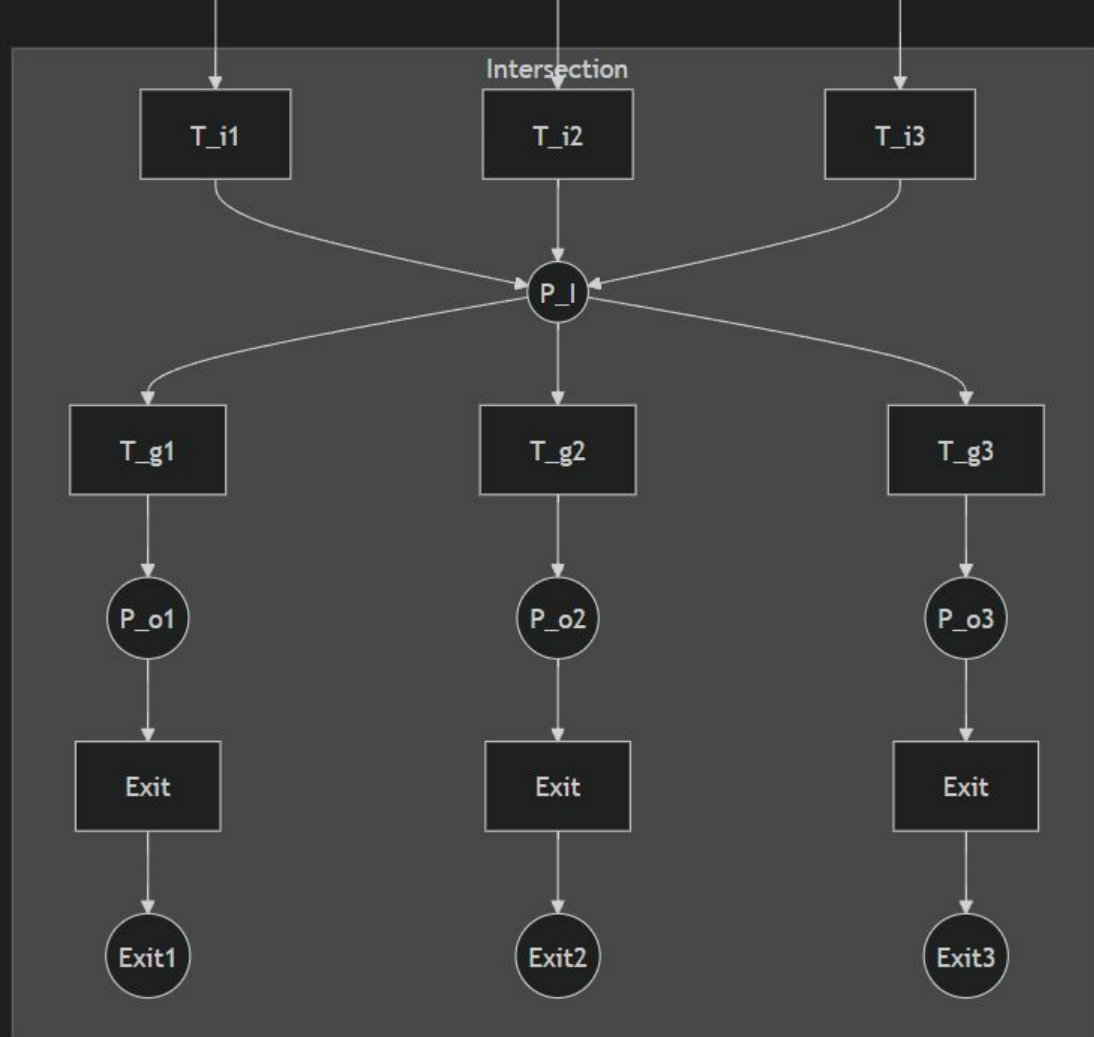 Intersection
T_i1
T_i2
T_i3
P_I
T_g1
T_g2
T_g3
P_o1
P_o2
P_o3
Exit
Exit
Exit
Exit1
Exit2
Exit3